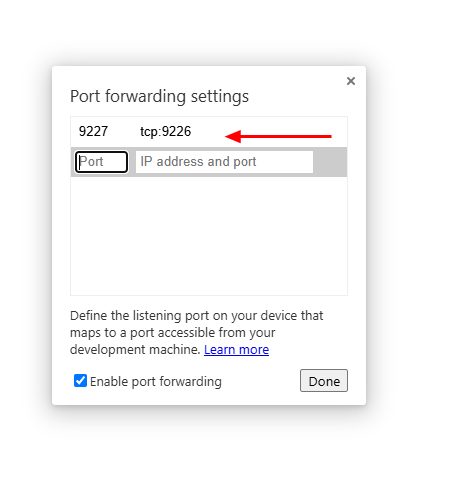 Port forwarding settings
9227 tcp:9226
Port IP address and port
Define the listening port on your device that
maps to a port accessible from your
development machine. Learn more
Enable port forwarding Done